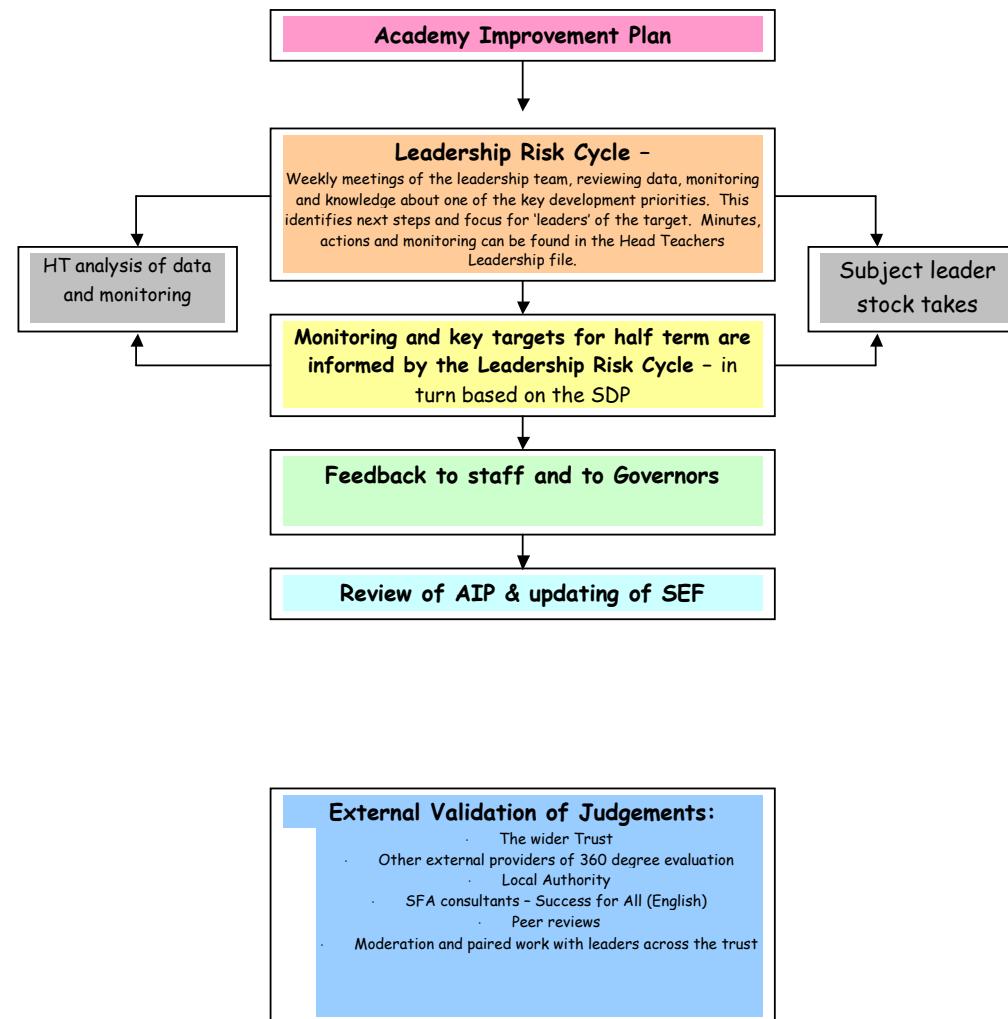 Academy Improvement Plan
Leadership Risk Cycle –
Weekly meetings of the leadership team, reviewing data, monitoring
and knowledge about one of the key development priorities. This
identifies next steps and focus for ‘leaders’ of the target. Minutes,
actions and monitoring can be found in the Head Teachers
Leadership file.
HT analysis of data
and monitoring
Subject leader
stock takes
Monitoring and key targets for half term are
informed by the Leadership Risk Cycle – in
turn based on the SDP
Feedback to staff and to Governors
Review of AIP & updating of SEF
External Validation of Judgements:
· The wider Trust
· Other external providers of 360 degree evaluation
· Local Authority
· SFA consultants – Success for All (English)
· Peer reviews
· Moderation and paired work with leaders across the trust